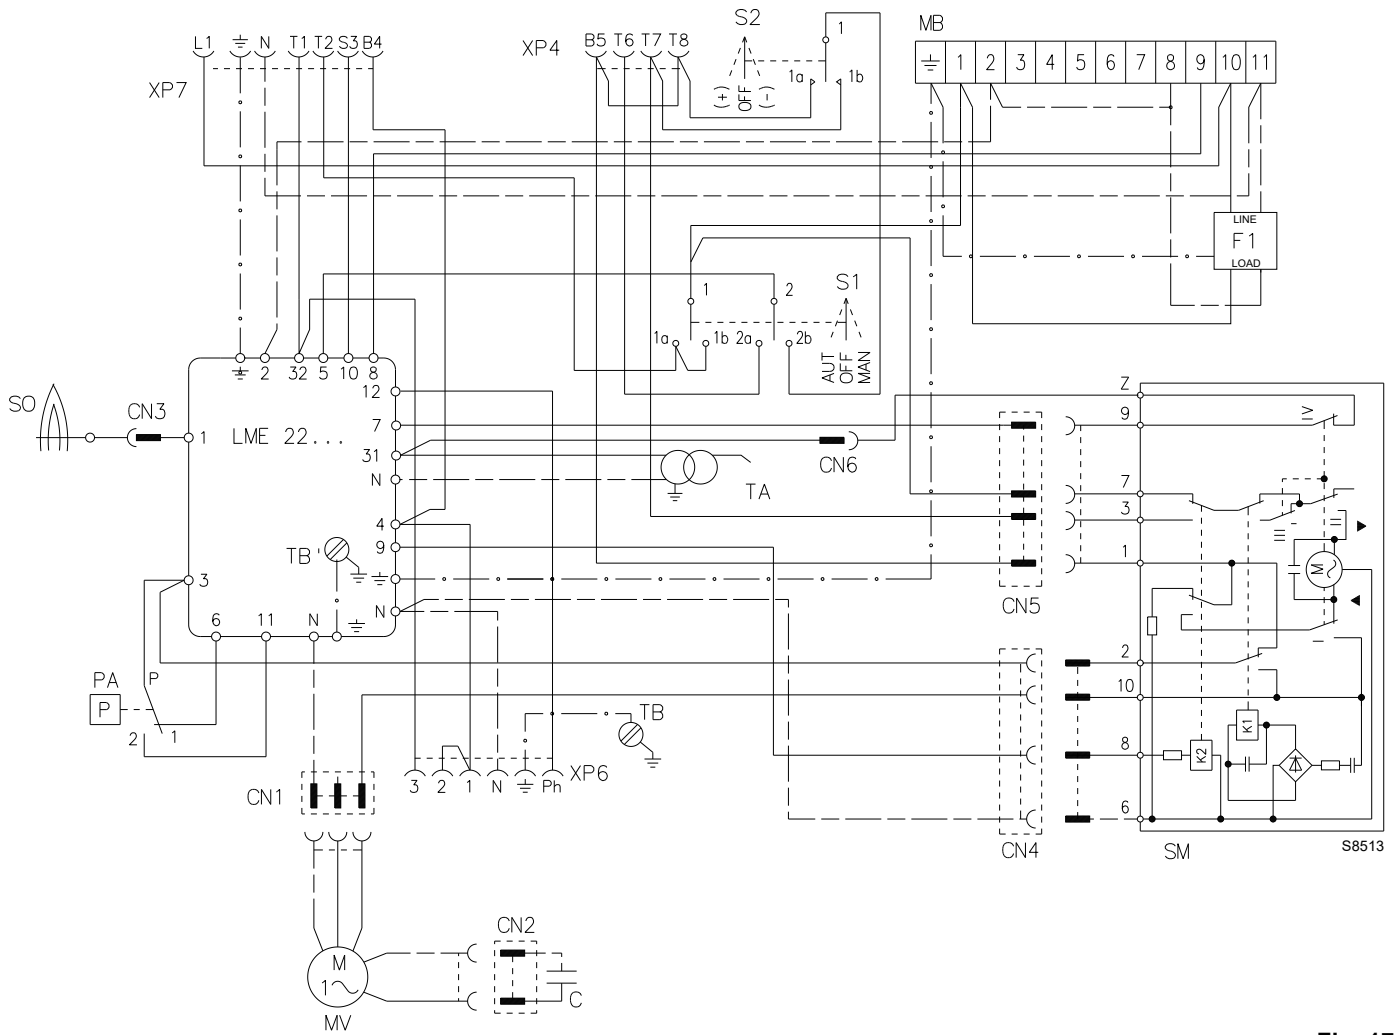 S2
MB
L1 N T1 T2 S3 B4
XP4
B5 T6 T7 T8
1
1a 1b
(+) OFF (-)
1 2 3 4 5 6 7 8 9 10 11
XP7
LINE
F1
LOAD
1 2
S1
1a 1b 2a 2b
AUT OFF MAN
2 32 5 10 8
12
Z
SO
CN3
1
LME 22...
7
9
IV
31
CN6
N
TA
7
4
3
III II
TB
9
1
M
3
CN5
N
6 11 N
I
2
PA
P
P
10
TB
K1
2 1
8
K2
CN1
3 2 1 N Ph
XP6
6
CN4
SM
S8513
CN2
M
1
C
MV